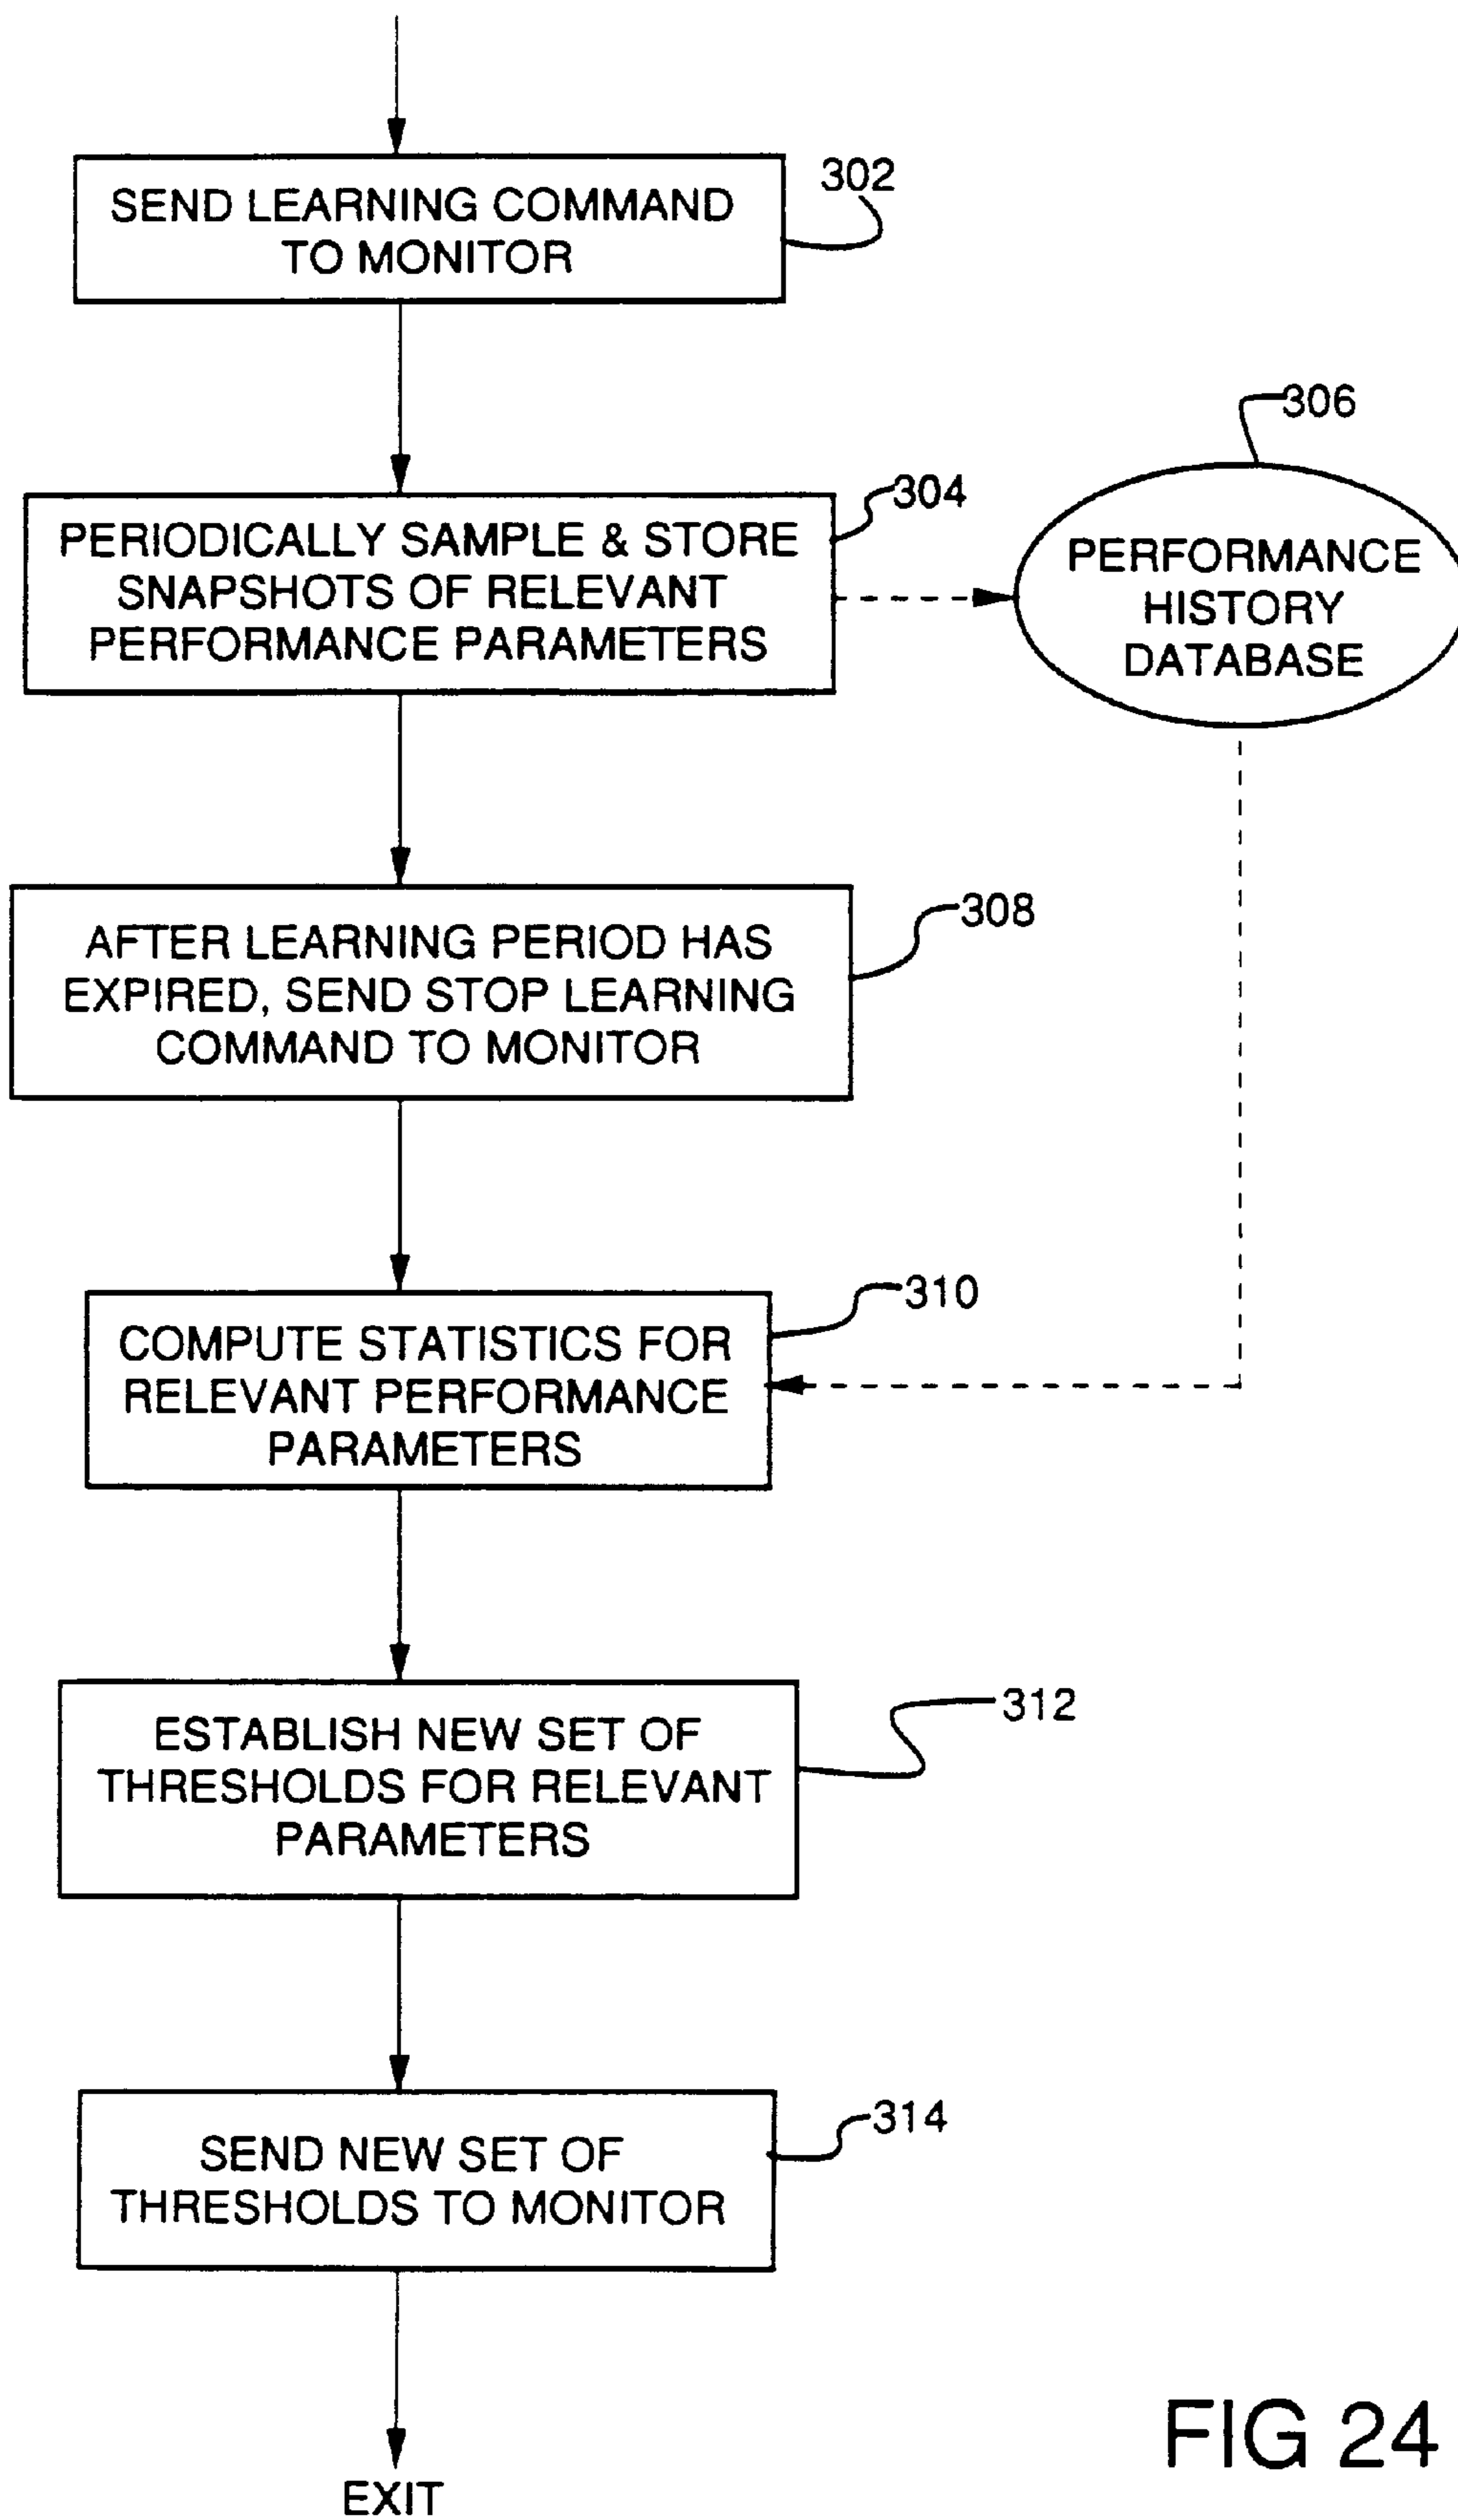 SEND LEARNING COMMAND
TO MONITOR
302
PERIODICALLY SAMPLE & STORE
SNAPSHOTS OF RELEVANT
PERFORMANCE PARAMETERS
304
306
PERFORMANCE
HISTORY
DATABASE
AFTER LEARNING PERIOD HAS
EXPIRED, SEND STOP LEARNING
COMMAND TO MONITOR
308
COMPUTE STATISTICS FOR
RELEVANT PERFORMANCE
PARAMETERS
310
ESTABLISH NEW SET OF
THRESHOLDS FOR RELEVANT
PARAMETERS
312
SEND NEW SET OF
THRESHOLDS TO MONITOR
314
EXIT
FIG 24